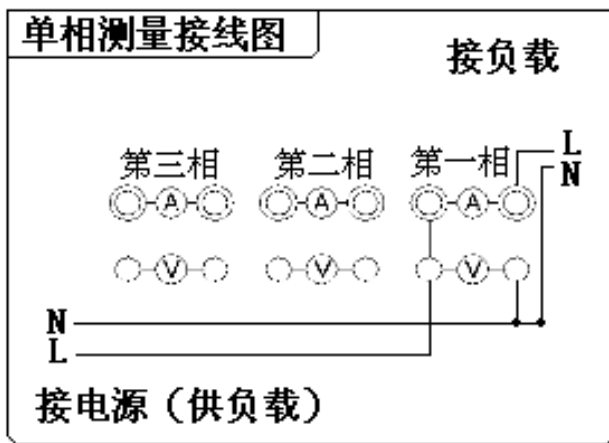 单相测量接线图
接负载
第三相 第二相 第一相 L
N
A A A
V V V
N
L
接电源（供负载）